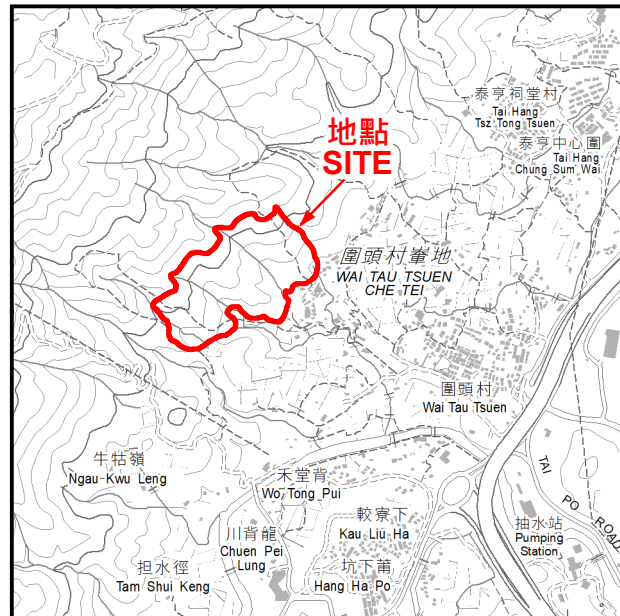 泰亨祠堂村
Tai Hang
Tsz Tong Tsuen
泰亨中心圍
Tai Hang
Chung Sum Wai
地點
SITE
圍頭村輋地
WAI TAU TSUEN
CHE TEI
圍頭村
Wai Tau Tsuen
牛牯嶺
Ngau Kwu Leng
禾堂背
Wo Tong Pui
較寮下
Kau Liu Ha
川背龍
Chuen Pei
Lung
坑下莆
Hang Ha Po
担水徑
Tam Shui Keng
抽水站
Pumping
Station
TAI PO ROAD